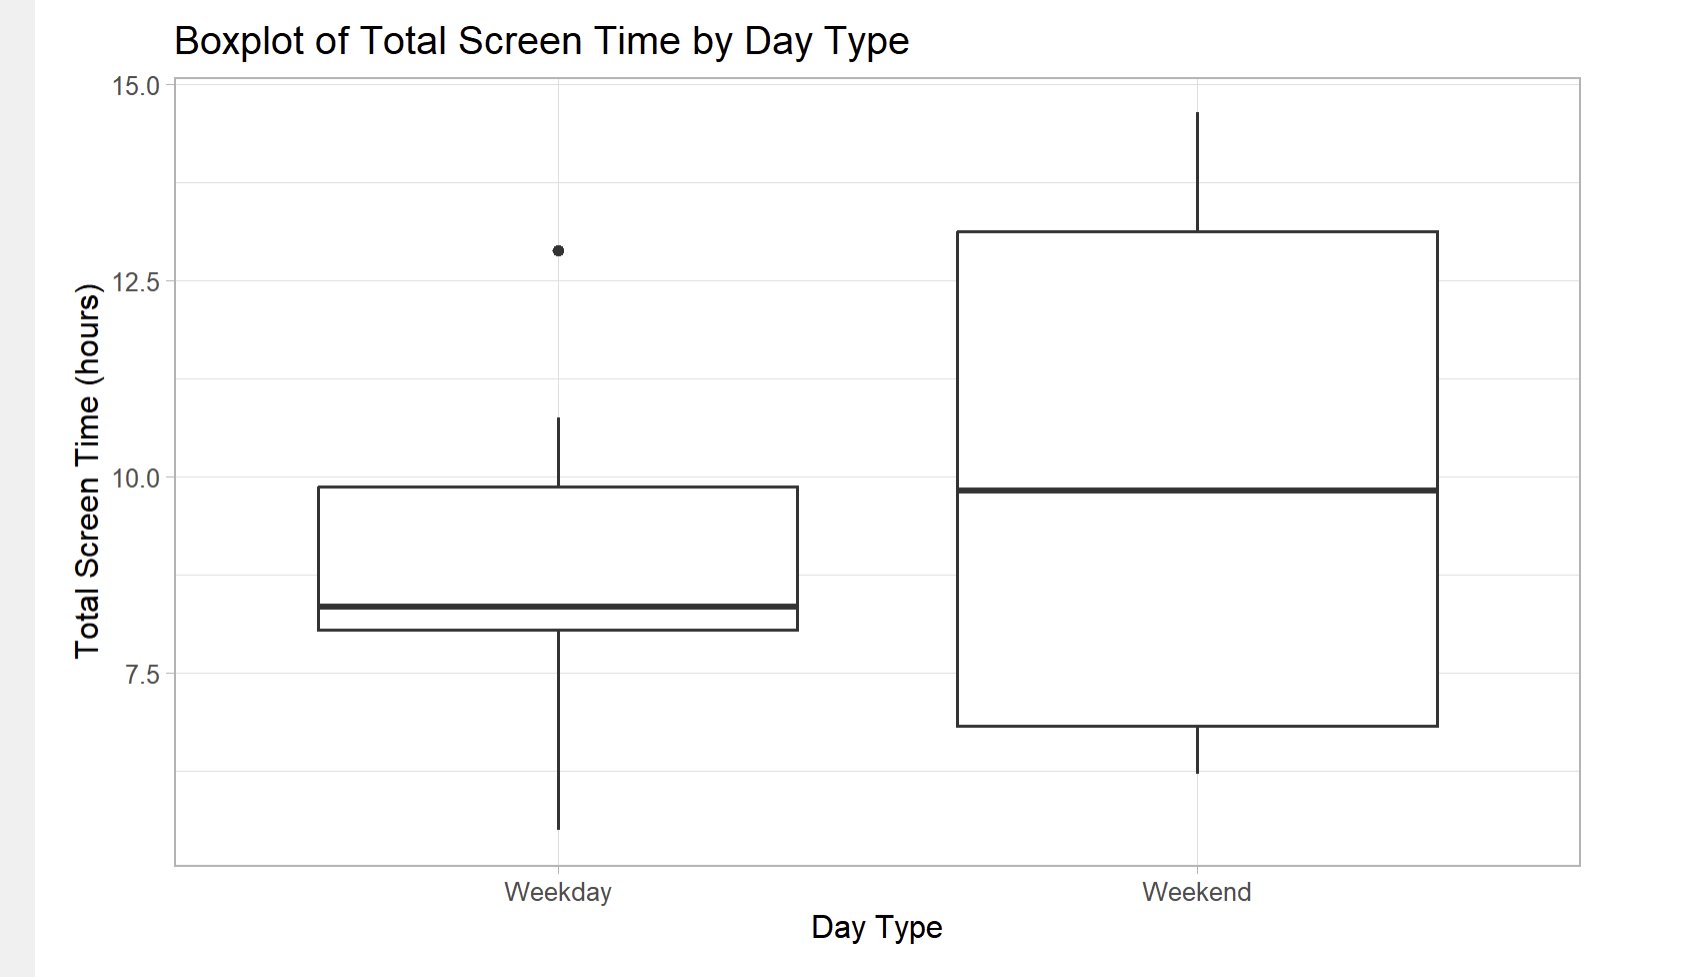 Boxplot of Total Screen Time by Day Type
Total Screen Time (hours)
15.0
12.5
10.0
7.5
Weekday
Weekend
Day Type